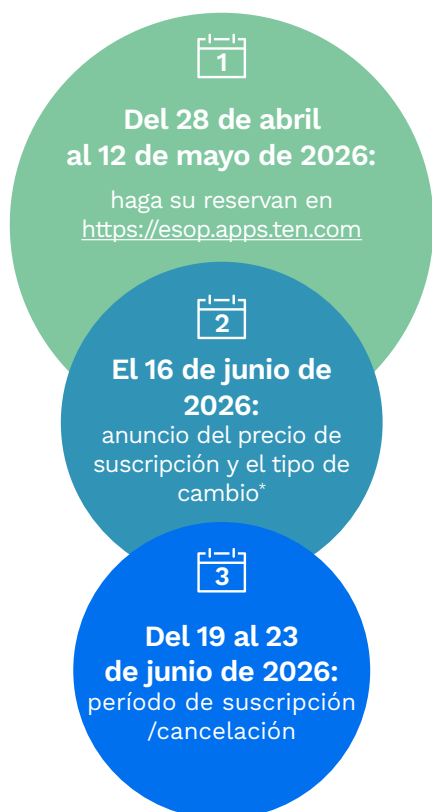 1
Del 28 de abril
al 12 de mayo de 2026:
haga su reservan en
https://esop.apps.ten.com
2
El 16 de junio de
2026:
anuncio del precio de
suscripción y el tipo de
cambio*
3
Del 19 al 23
de junio de 2026:
período de suscripción
/cancelación